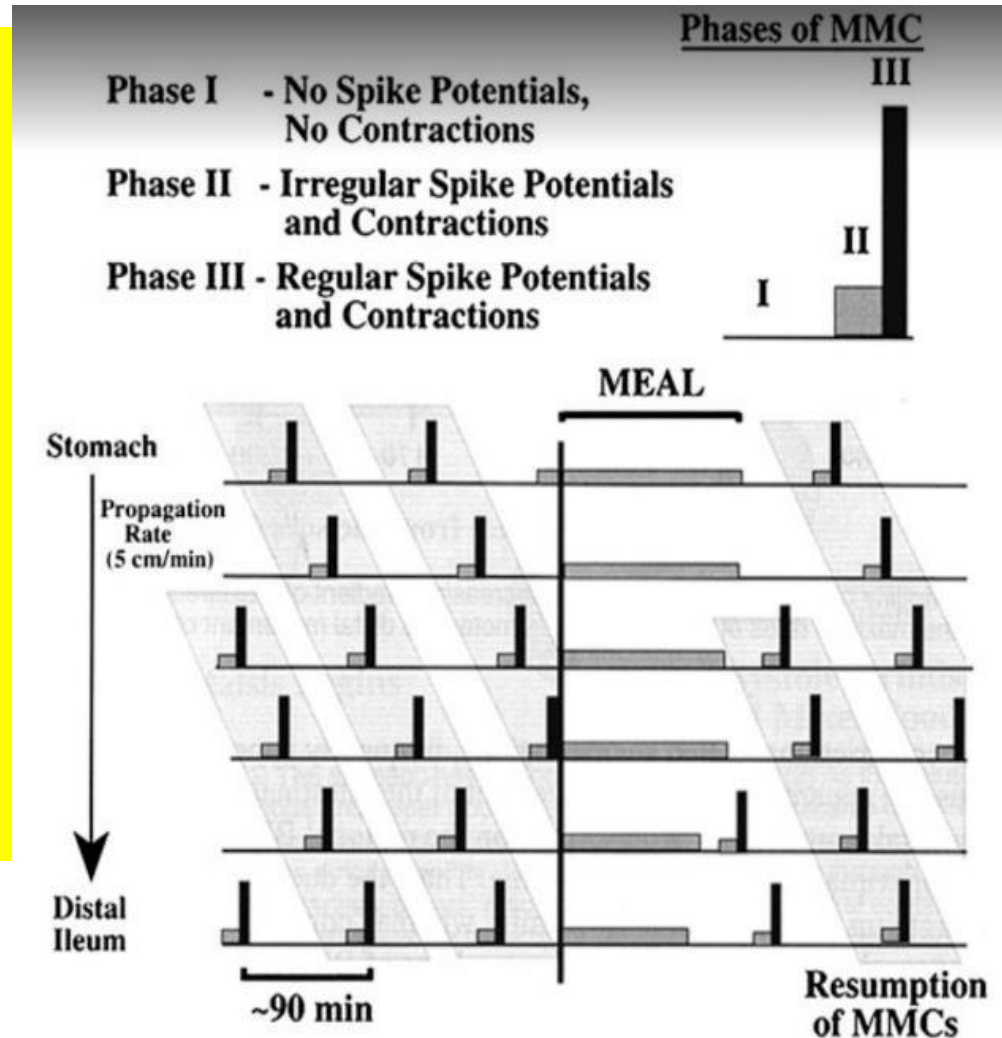 Phases of MMC
III
Phase I - No Spike Potentials,
No Contractions
Phase II - Irregular Spike Potentials
and Contractions
II
Phase III - Regular Spike Potentials
and Contractions
I
MEAL
Stomach
Propagation
Rate
(5 cm/min)
Distal
Ileum
~90 min
Resumption
of MMCs